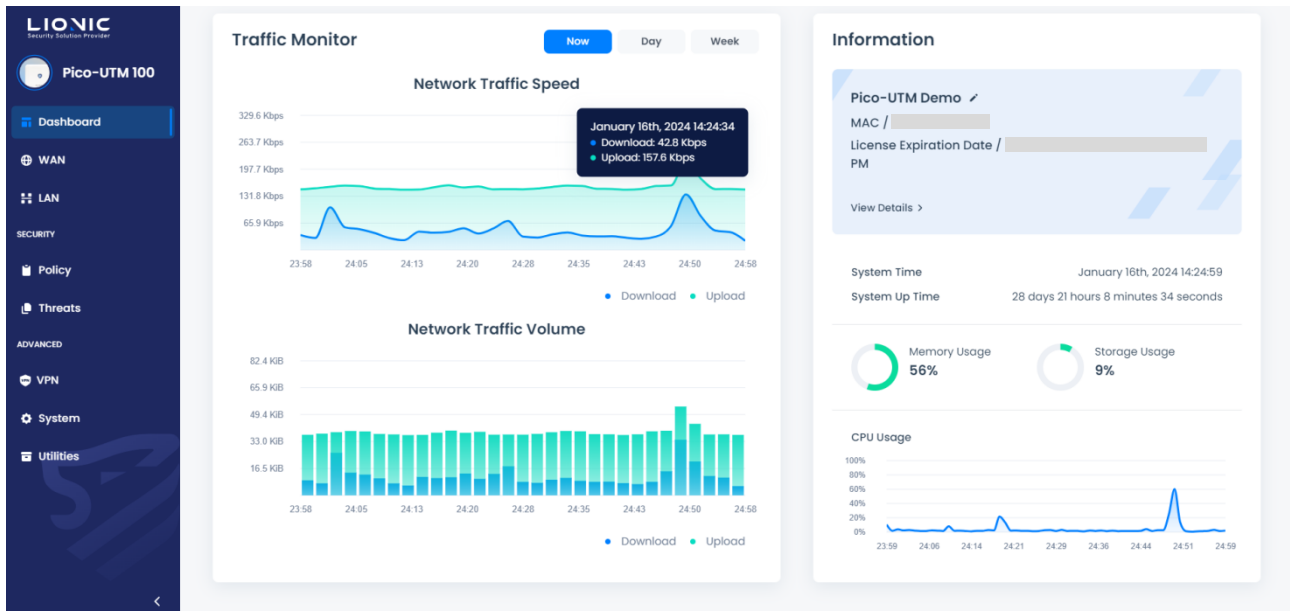 LIONIC
Security Solution Provider
Pico-UTM 100
Dashboard
WAN
LAN
SECURITY
Policy
Threats
ADVANCED
VPN
System
Utilities
Traffic Monitor
Now Day Week
Network Traffic Speed
329.6 Kbps
263.7 Kbps
197.7 Kbps
131.8 Kbps
65.9 Kbps
January 16th, 2024 14:24:34
Download: 42.8 Kbps
Upload: 157.6 Kbps
23:58 24:05 24:13 24:20 24:28 24:35 24:43 24:50 24:58
Download Upload
Network Traffic Volume
82.4 KiB
65.9 KiB
49.4 KiB
33.0 KiB
16.5 KiB
23:58 24:05 24:13 24:20 24:28 24:35 24:43 24:50 24:58
Download Upload
Information
Pico-UTM Demo
MAC /
License Expiration Date /
PM
View Details >
System Time January 16th, 2024 14:24:59
System Up Time 28 days 21 hours 8 minutes 34 seconds
Memory Usage
56%
Storage Usage
9%
CPU Usage
100%
80%
60%
40%
20%
0%
23:59 24:06 24:14 24:21 24:29 24:36 24:44 24:51 24:59